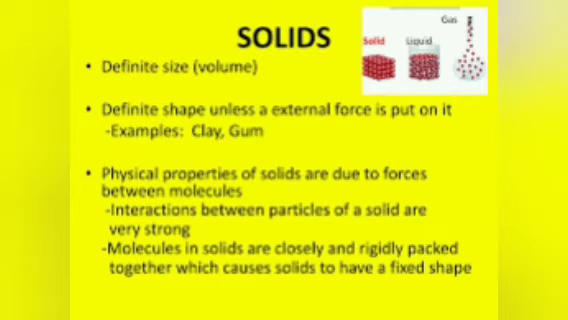 SOLIDS
Gas
Solid
Liquid
• Definite size (volume)
• Definite shape unless a external force is put on it
-Examples: Clay, Gum
• Physical properties of solids are due to forces
between molecules
-Interactions between particles of a solid are
very strong
-Molecules in solids are closely and rigidly packed
together which causes solids to have a fixed shape